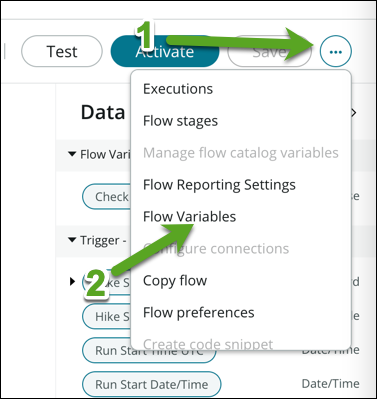 1
Test
Activate
Save
...
Executions
Data
Flow stages
Manage flow catalog variables
Flow Vari
Flow Reporting Settings
Check
Flow Variables
se
Trigger -
Configure connections
2
Copy flow
Hike S
Flow preferences
Hike S
Create code snippet
Run Start Time UTC
Date/Time
Run Start Date/Time
Date/Time